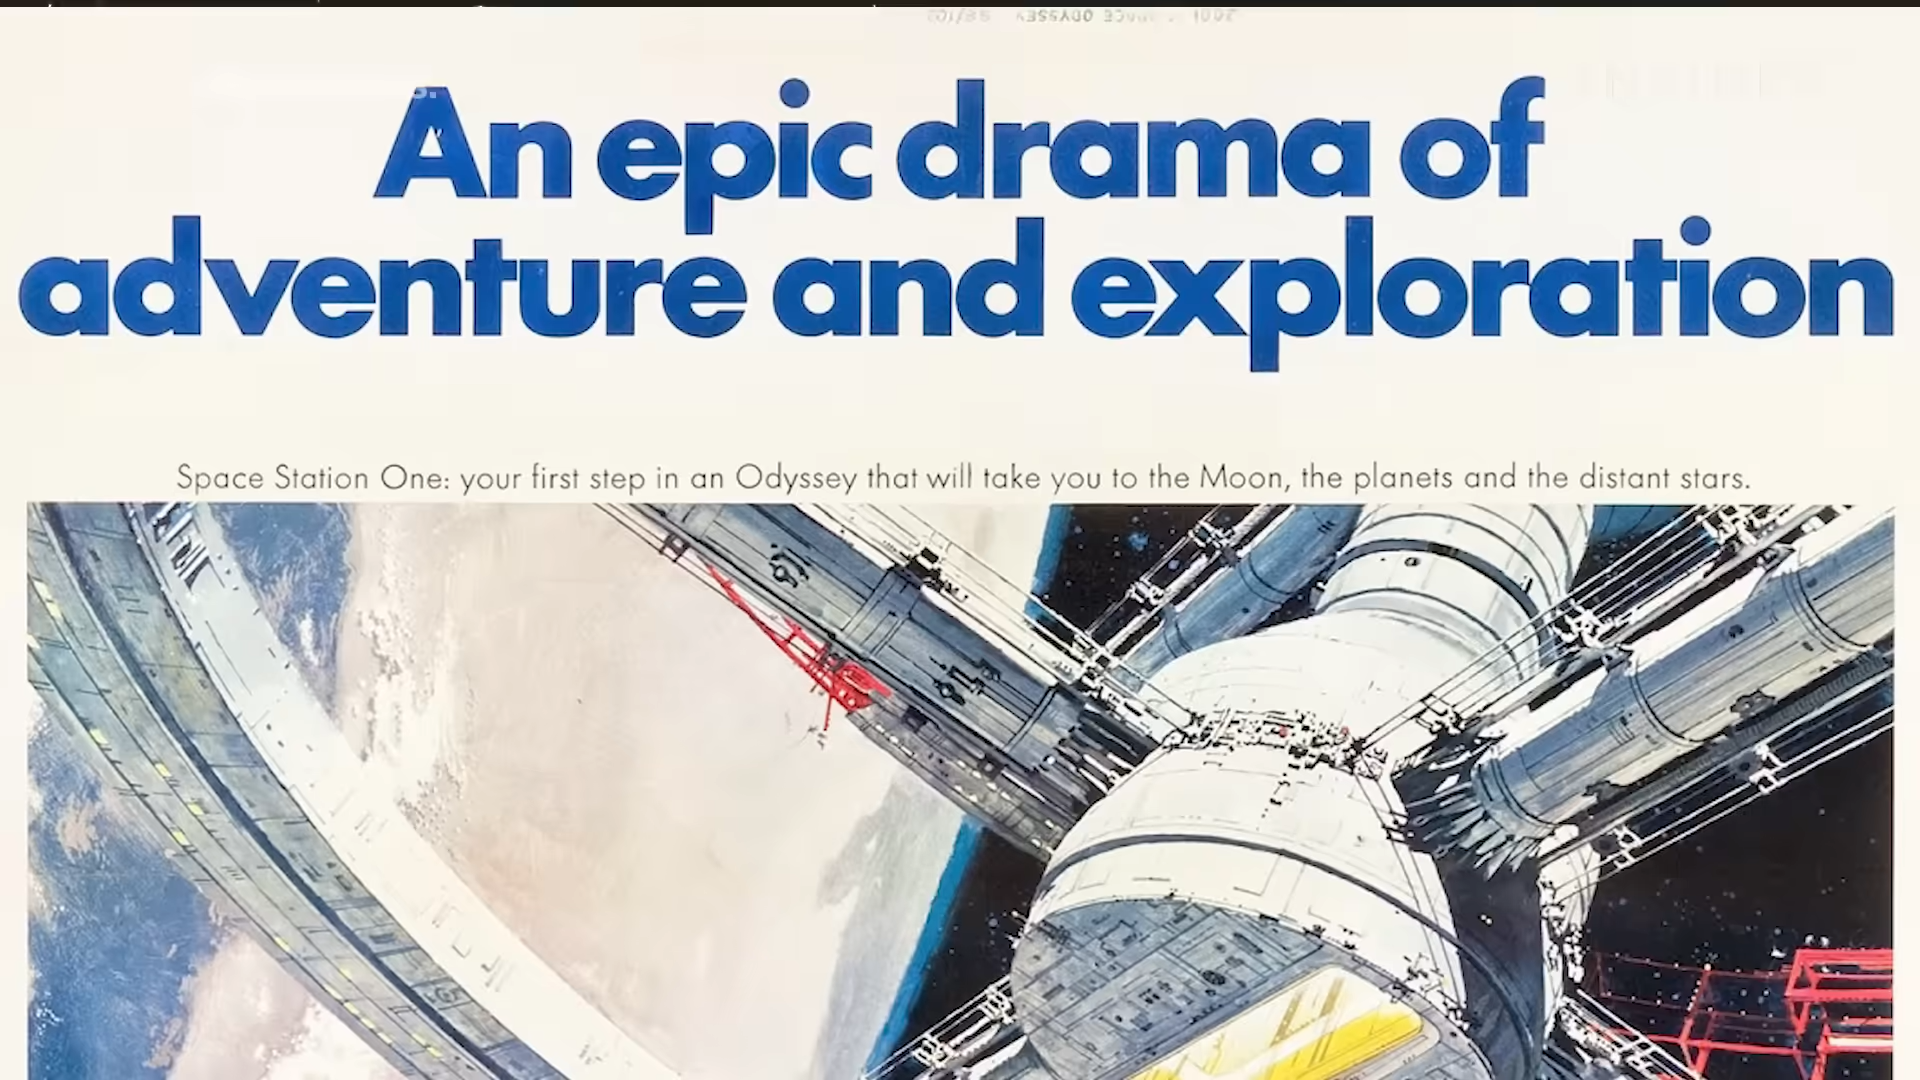 An epic drama of
adventure and exploration
Space Station One: your first step in an Odyssey that will take you to the Moon, the planets and the distant stars.